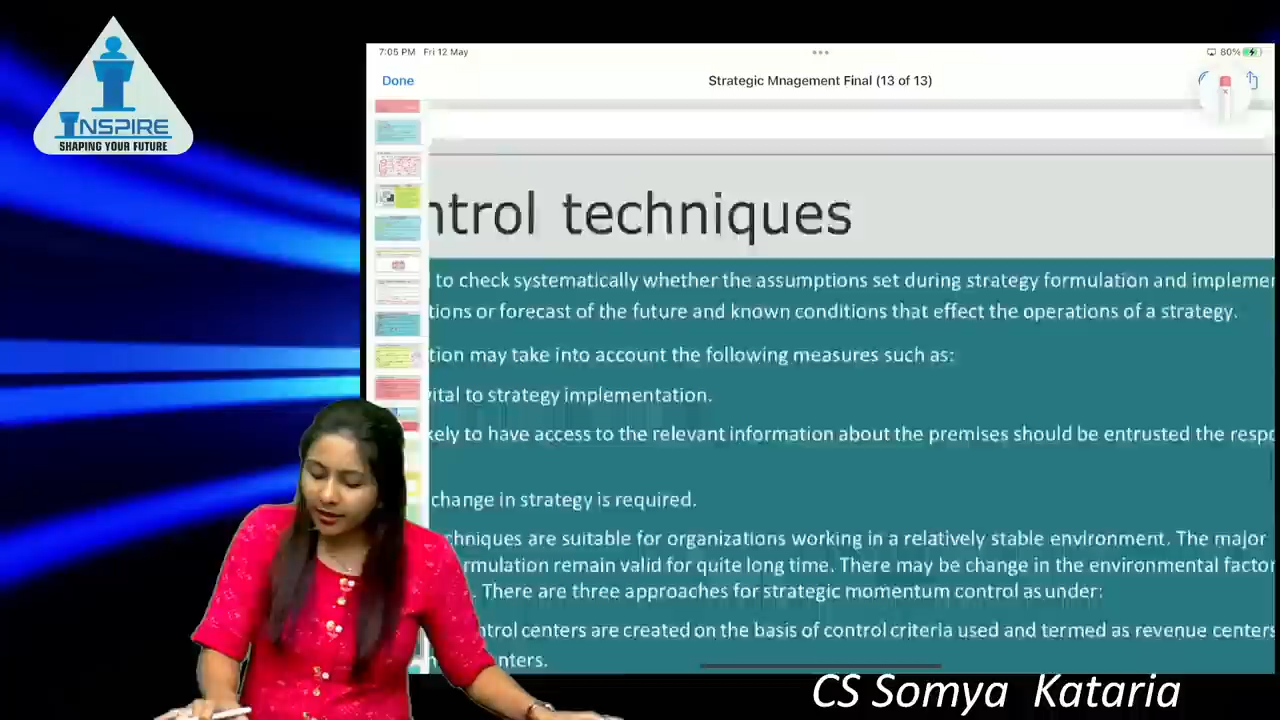 7:05 PM Fri 12 May
80%
Done
Strategic Mnagement Final (13 of 13)
INSPIRE
SHAPING YOUR FUTURE
ntrol techniques
to check systematically whether the assumptions set during strategy formulation and implemen
tions or forecast of the future and known conditions that effect the operations of a strategy.
tion may take into account the following measures such as:
vital to strategy implementation.
kely to have access to the relevant information about the premises should be entrusted the respo
change in strategy is required.
chniques are suitable for organizations working in a relatively stable environment. The major
rmulation remain valid for quite long time. There may be change in the environmental factor
. There are three approaches for strategic momentum control as under:
ntrol centers are created on the basis of control criteria used and termed as revenue centers
nters.
CS Somya Kataria